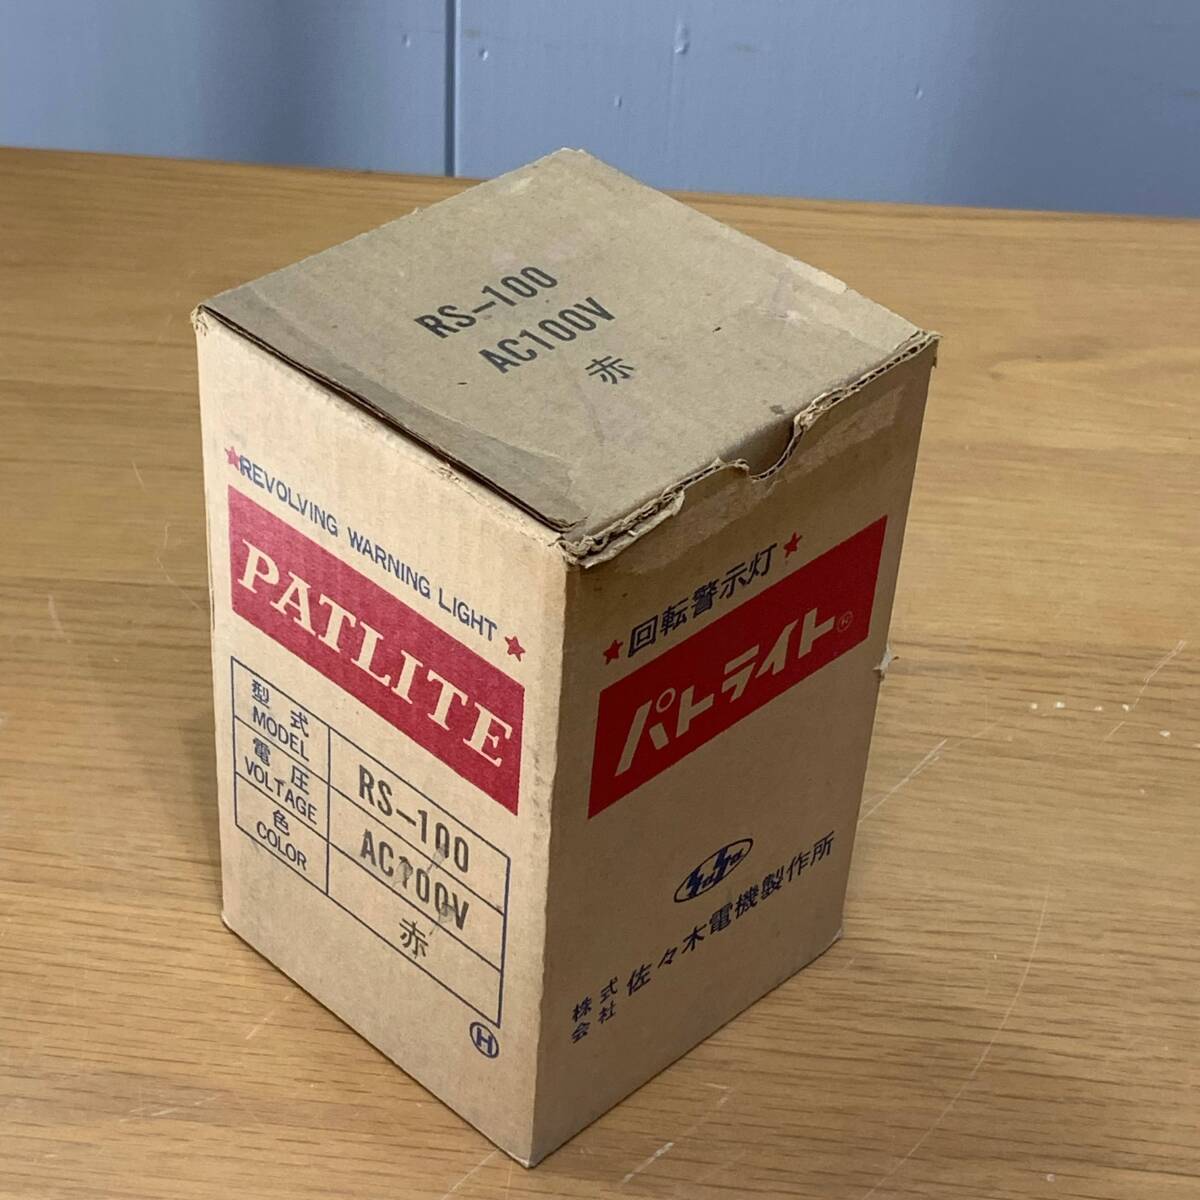 RS-100
AC100V
赤
★REVOLVING WARNING LIGHT★
PATLITE
型式
MODEL
RS-100
電圧
VOLTAGE
AC100V
色
COLOR
赤
H
★回転警示灯★
パトライト®
株式会社 佐々木電機製作所